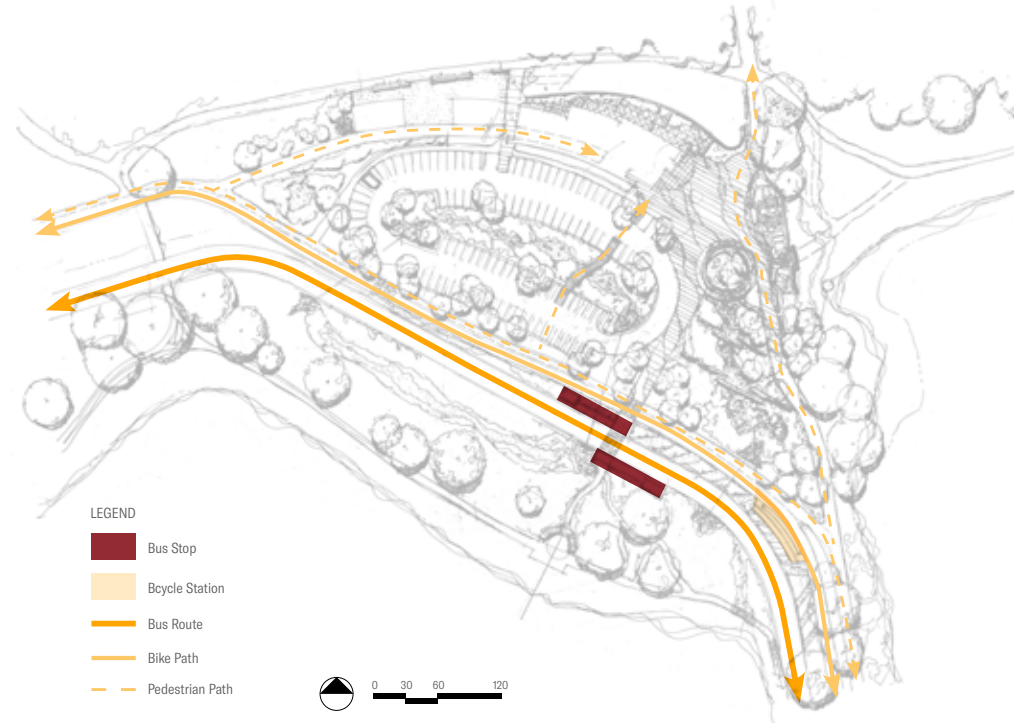 LEGEND
Bus Stop
Bcycle Station
Bus Route
Bike Path
Pedestrian Path
0 30 60 120